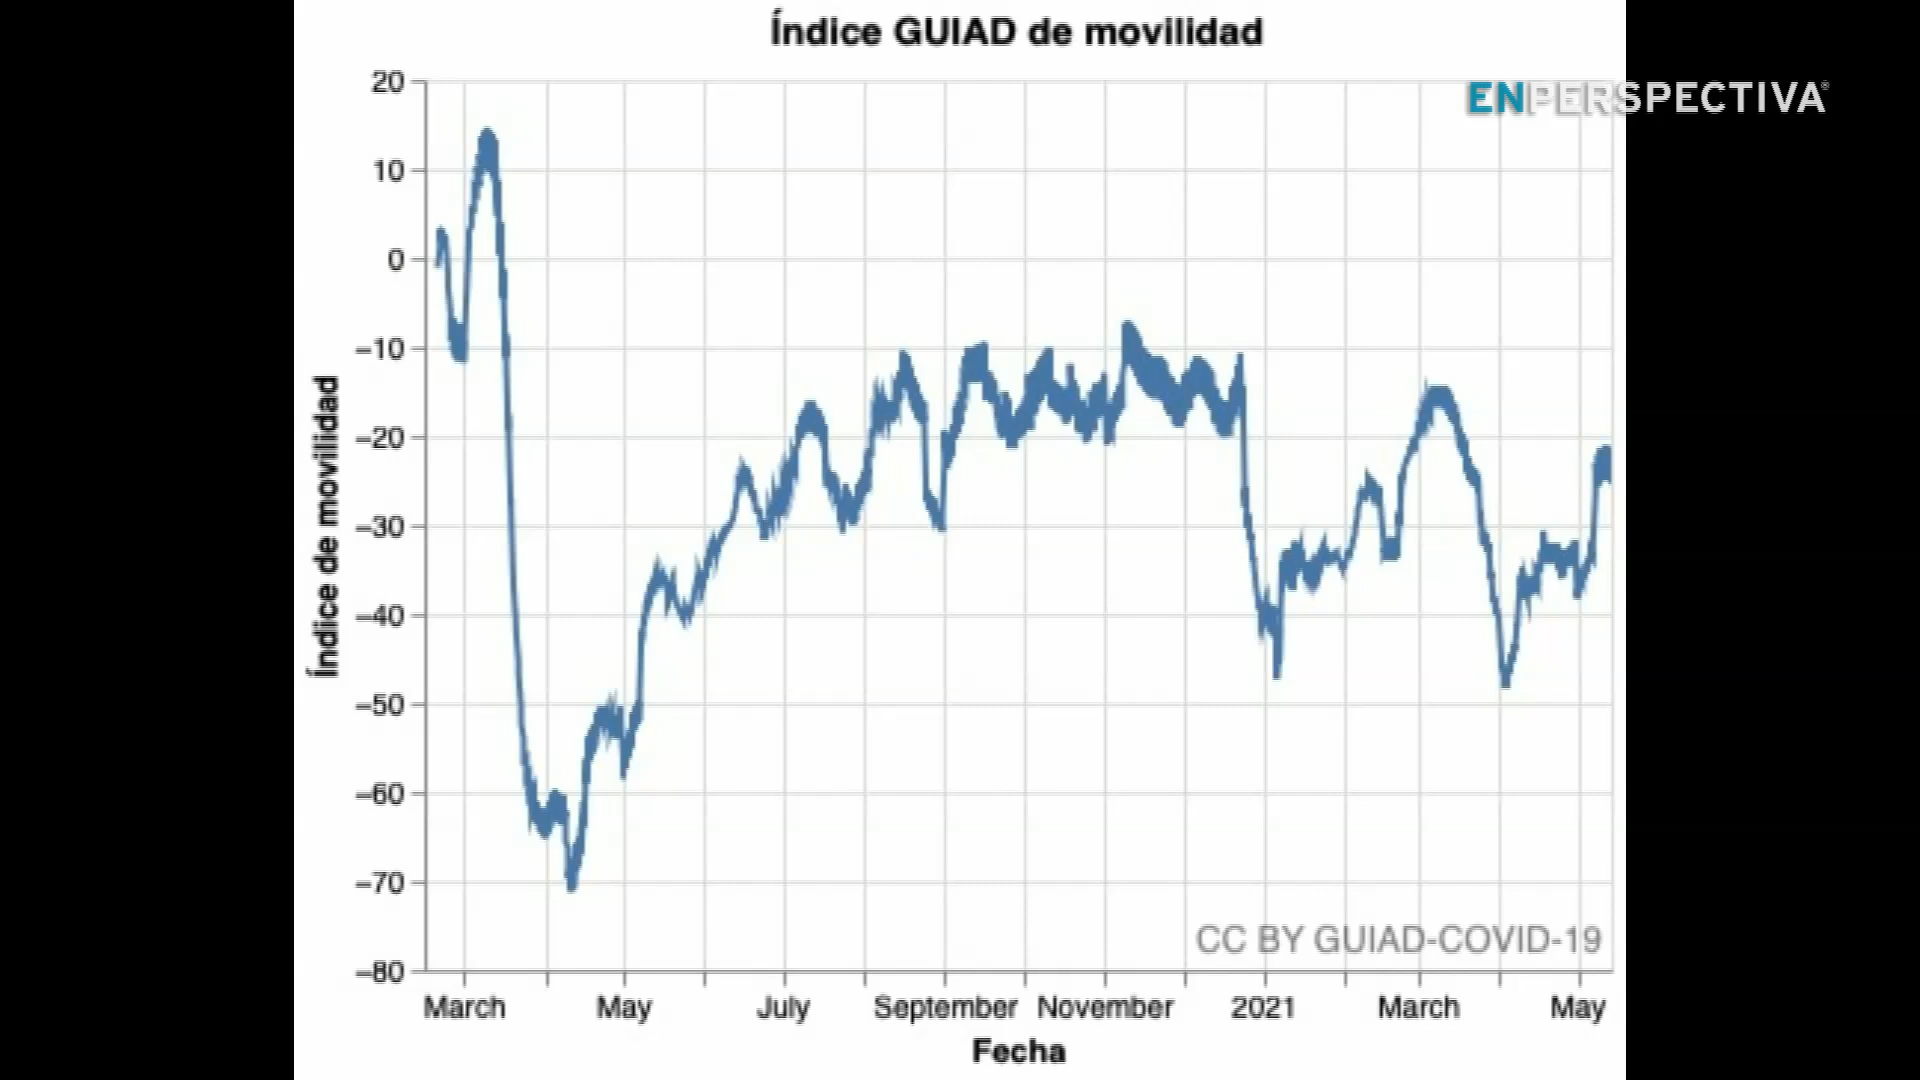 Índice GUIAD de movilidad
ENPERSPECTIVA®
20
10
0
−10
−20
−30
−40
−50
−60
−70
−80
Índice de movilidad
CC BY GUIAD-COVID-19
March May July September November 2021 March May
Fecha